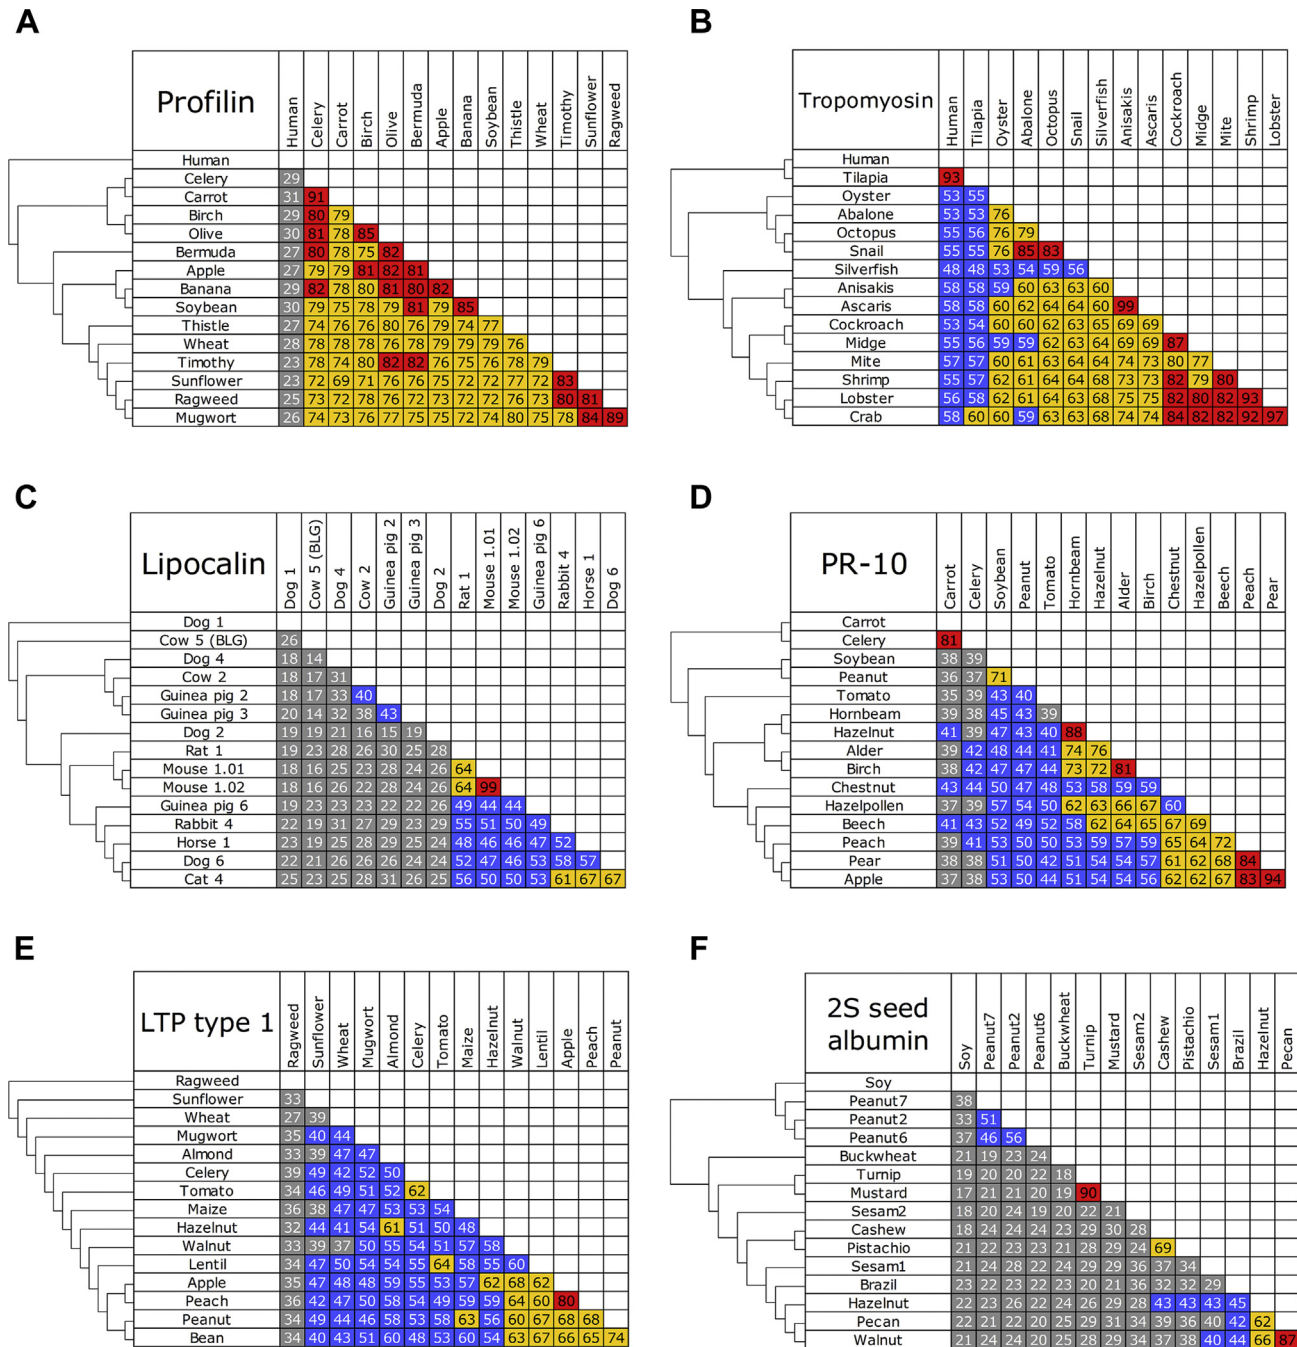 A
Profilin
Human Celery Carrot Birch Olive Bermuda Apple Banana Soybean Thistle Wheat Timothy Sunflower Ragweed
Human
Celery 29
Carrot 31 91
Birch 29 80 79
Olive 30 81 78 85
Bermuda 27 80 78 75 82
Apple 27 79 79 81 82 81
Banana 29 82 78 80 81 80 82
Soybean 30 79 75 78 79 81 79 85
Thistle 27 74 76 76 80 76 79 74 77
Wheat 28 78 78 78 76 78 79 79 79 76
Timothy 23 78 74 80 82 82 76 75 76 78 79
Sunflower 23 72 69 71 76 76 75 72 72 77 72 83
Ragweed 25 73 72 78 76 72 73 72 72 76 73 80 81
Mugwort 26 74 73 76 77 75 75 72 74 80 75 78 84 89
B
Tropomyosin
Human Tilapia Oyster Abalone Octopus Snail Silverfish Anisakis Ascaris Cockroach Midge Mite Shrimp Lobster
Human
Tilapia 93
Oyster 53 55
Abalone 53 53 76
Octopus 55 56 76 79
Snail 55 55 76 85 83
Silverfish 48 48 53 54 59 56
Anisakis 58 58 59 60 63 63 60
Ascaris 58 58 60 62 64 64 60 99
Cockroach 53 54 60 60 62 63 65 69 69
Midge 55 56 59 59 62 63 64 69 69 87
Mite 57 57 60 61 63 64 64 74 73 80 77
Shrimp 55 57 62 61 64 64 68 73 73 82 79 80
Lobster 56 58 62 61 64 65 68 75 75 82 80 82 93
Crab 58 60 60 59 63 63 68 74 74 84 82 82 92 97
C
Lipocalin
Dog 1 Cow 5 (BLG) Dog 4 Cow 2 Guinea pig 2 Guinea pig 3 Dog 2 Rat 1 Mouse 1.01 Mouse 1.02 Guinea pig 6 Rabbit 4 Horse 1 Dog 6
Dog 1
Cow 5 (BLG) 26
Dog 4 18 14
Cow 2 18 17 31
Guinea pig 2 18 17 33 40
Guinea pig 3 20 14 32 38 43
Dog 2 19 19 21 16 15 19
Rat 1 19 23 28 26 30 25 28
Mouse 1.01 18 16 25 23 28 24 26 64
Mouse 1.02 18 16 26 22 28 24 26 64 99
Guinea pig 6 19 23 23 23 22 22 26 49 44 44
Rabbit 4 22 19 31 27 29 23 29 55 51 50 49
Horse 1 23 19 25 28 29 25 24 48 46 46 47 52
Dog 6 22 21 26 26 26 24 24 52 47 46 53 58 57
Cat 4 25 23 25 28 31 26 25 56 50 50 53 61 67 67
D
PR-10
Carrot Celery Soybean Peanut Tomato Hornbeam Hazelnut Alder Birch Chestnut Hazelpollen Beech Peach Pear
Carrot
Celery 81
Soybean 38 39
Peanut 36 37 71
Tomato 35 39 43 40
Hornbeam 39 38 45 43 39
Hazelnut 41 39 47 43 40 88
Alder 39 42 48 44 41 74 76
Birch 38 42 47 47 44 73 72 81
Chestnut 43 44 50 47 48 53 58 59 59
Hazelpollen 37 39 57 54 50 62 63 66 67 60
Beech 41 43 52 49 52 58 62 64 65 67 69
Peach 39 41 53 50 50 53 59 57 59 65 64 72
Pear 38 38 51 50 42 51 54 54 57 61 62 68 84
Apple 37 38 53 50 44 51 54 54 56 62 62 67 83 94
E
LTP type 1
Ragweed Sunflower Wheat Mugwort Almond Celery Tomato Maize Hazelnut Walnut Lentil Apple Peach Peanut
Ragweed
Sunflower 33
Wheat 27 39
Mugwort 35 40 44
Almond 33 39 47 47
Celery 39 49 42 52 50
Tomato 34 46 49 51 52 62
Maize 36 38 47 47 53 53 54
Hazelnut 32 44 41 54 61 51 50 48
Walnut 33 39 37 50 55 54 51 57 58
Lentil 34 47 50 54 54 55 64 58 55 60
Apple 35 47 48 48 59 55 53 57 62 68 62
Peach 36 42 47 50 58 54 49 59 59 64 60 80
Peanut 34 49 44 46 58 53 58 63 56 60 67 68 68
Bean 34 40 43 51 60 48 53 60 54 63 67 66 65 74
F
2S seed
albumin
Soy Peanut7 Peanut2 Peanut6 Buckwheat Turnip Mustard Sesam2 Cashew Pistachio Sesam1 Brazil Hazelnut Pecan
Soy
Peanut7 38
Peanut2 33 51
Peanut6 37 46 56
Buckwheat 21 19 23 24
Turnip 19 20 20 22 18
Mustard 17 21 21 20 19 90
Sesam2 18 20 24 19 20 22 21
Cashew 18 24 24 24 23 29 30 28
Pistachio 21 22 23 23 21 28 29 24 69
Sesam1 21 24 28 22 24 29 29 36 37 34
Brazil 23 22 23 22 23 20 21 36 32 32 29
Hazelnut 22 23 26 22 24 26 29 28 43 43 43 45
Pecan 22 23 22 20 25 29 31 34 39 36 40 42 62
Walnut 21 24 21 20 25 28 29 34 37 38 40 44 66 87